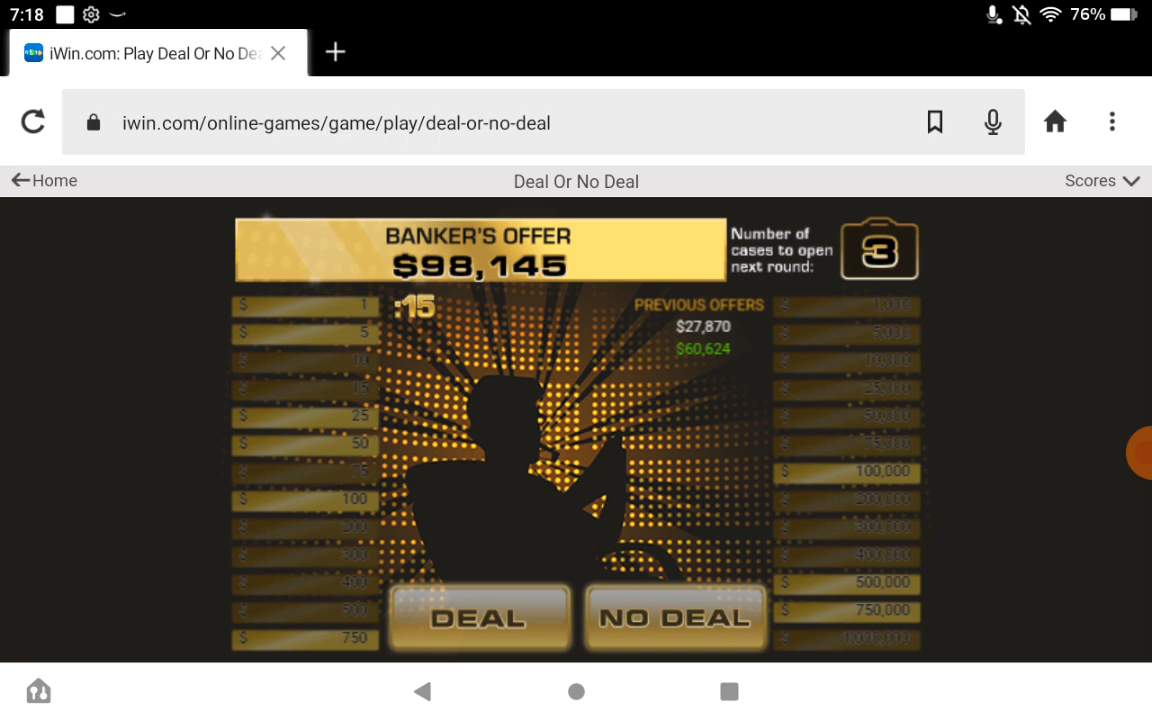 7:18
76%
iWin.com: Play Deal Or No Dea
iwin.com/online-games/game/play/deal-or-no-deal
Home
Deal Or No Deal
Scores
BANKER'S OFFER
$98,145
Number of
cases to open
next round:
3
:15
PREVIOUS OFFERS
$27,870
$60,624
$ 1
$ 5
$ 10
$ 15
$ 25
$ 50
$ 75
$ 100
$ 200
$ 300
$ 400
$ 500
$ 750
$ 1,000
$ 5,000
$ 10,000
$ 25,000
$ 50,000
$ 75,000
$ 100,000
$ 200,000
$ 300,000
$ 400,000
$ 500,000
$ 750,000
$ 1,000,000
DEAL
NO DEAL